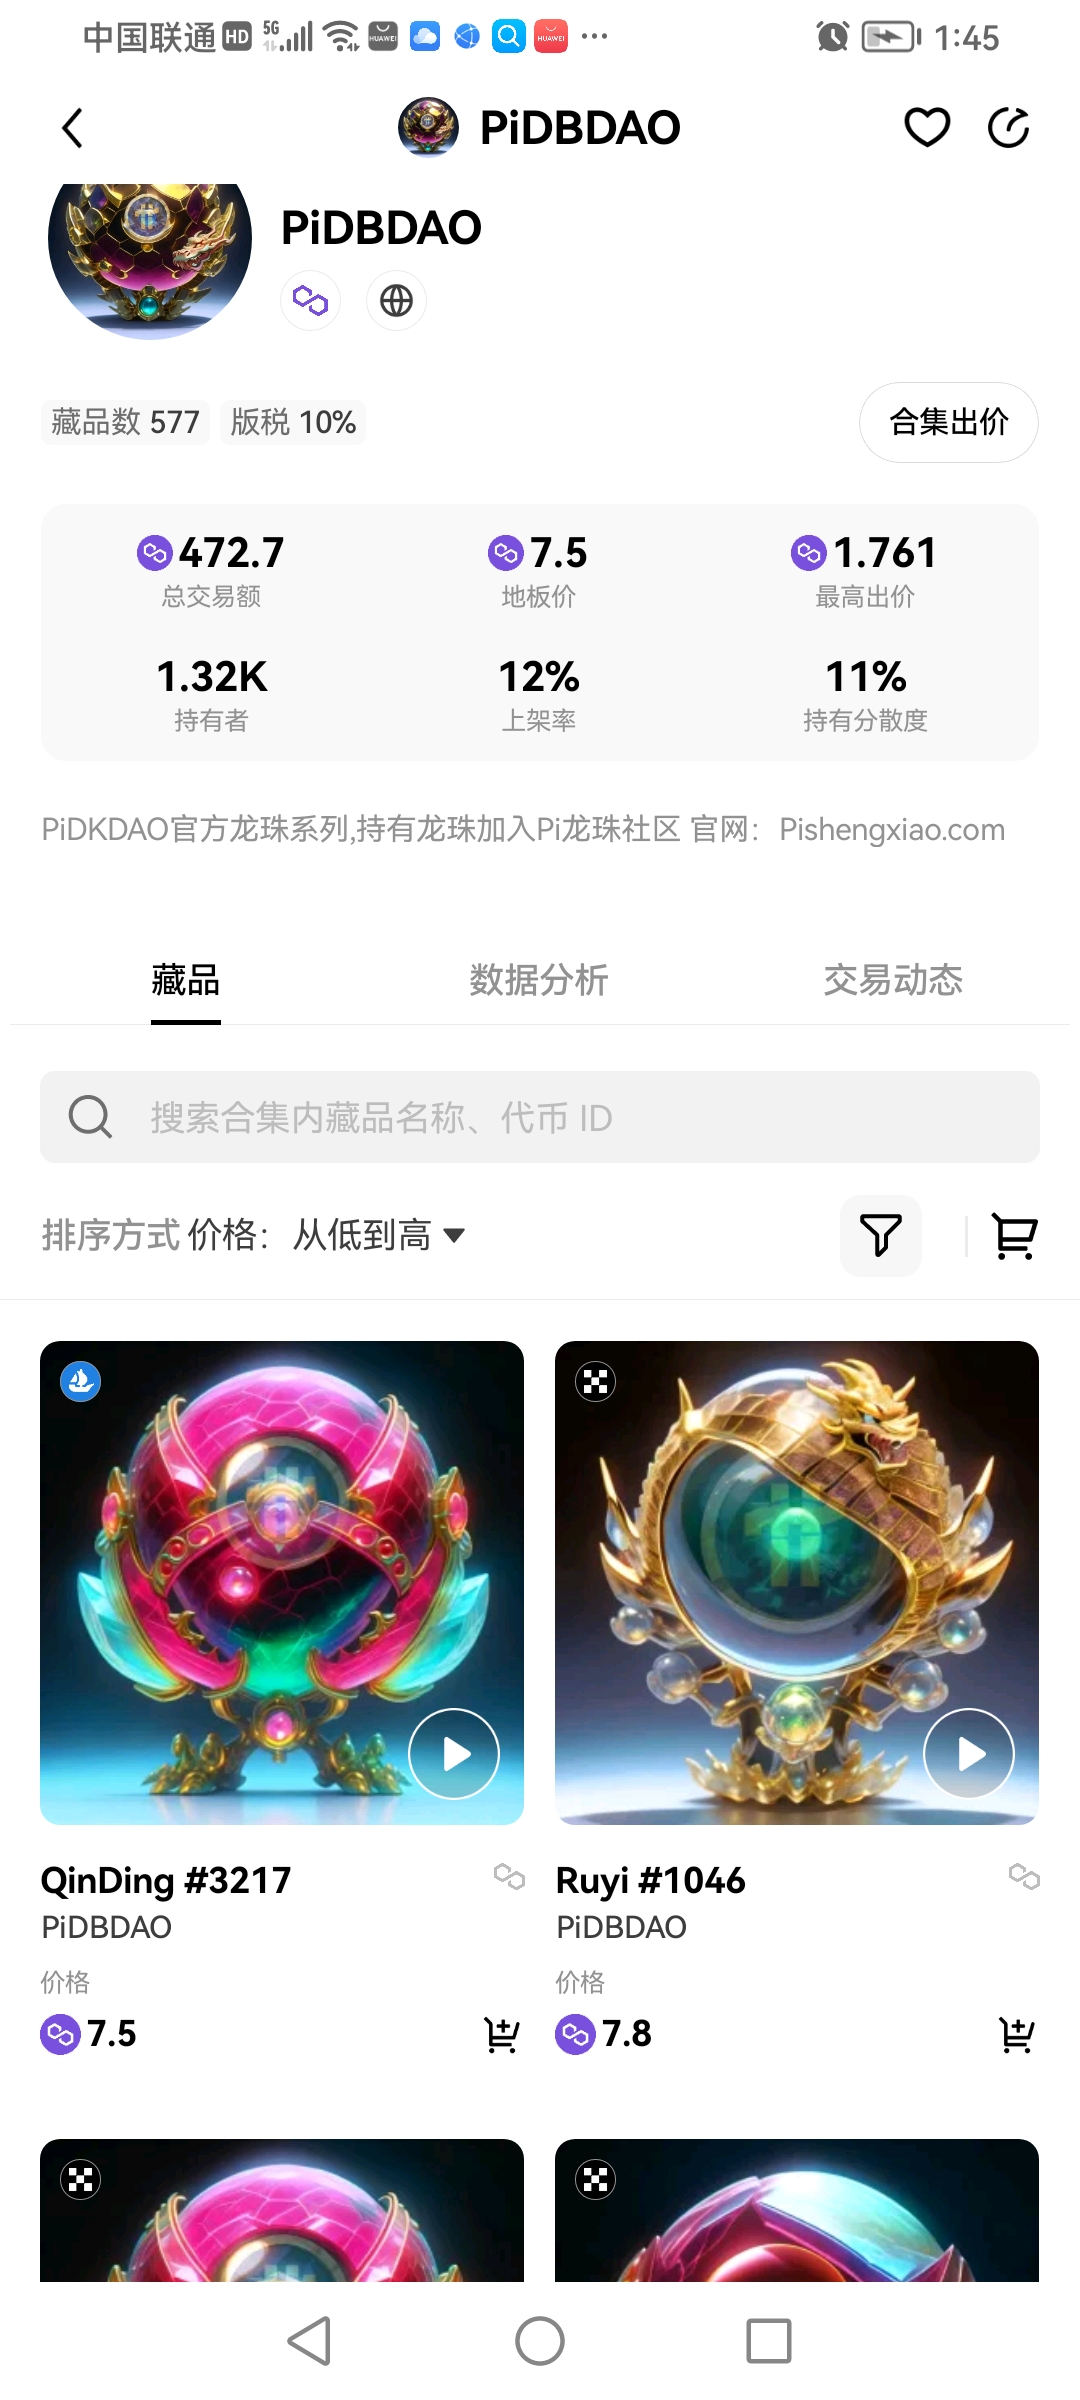 中国联通 HD 5G HUAWEI HUAWEI 1:45
PiDBDAO
PiDBDAO
藏品数 577 版税 10% 合集出价
472.7 7.5 1.761
总交易额 地板价 最高出价
1.32K 12% 11%
持有者 上架率 持有分散度
PiDKDAO官方龙珠系列,持有龙珠加入Pi龙珠社区 官网：Pishengxiao.com
藏品 数据分析 交易动态
搜索合集内藏品名称、代币 ID
排序方式 价格：从低到高
QinDing #3217 Ruyi #1046
PiDBDAO PiDBDAO
价格 价格
7.5 7.8